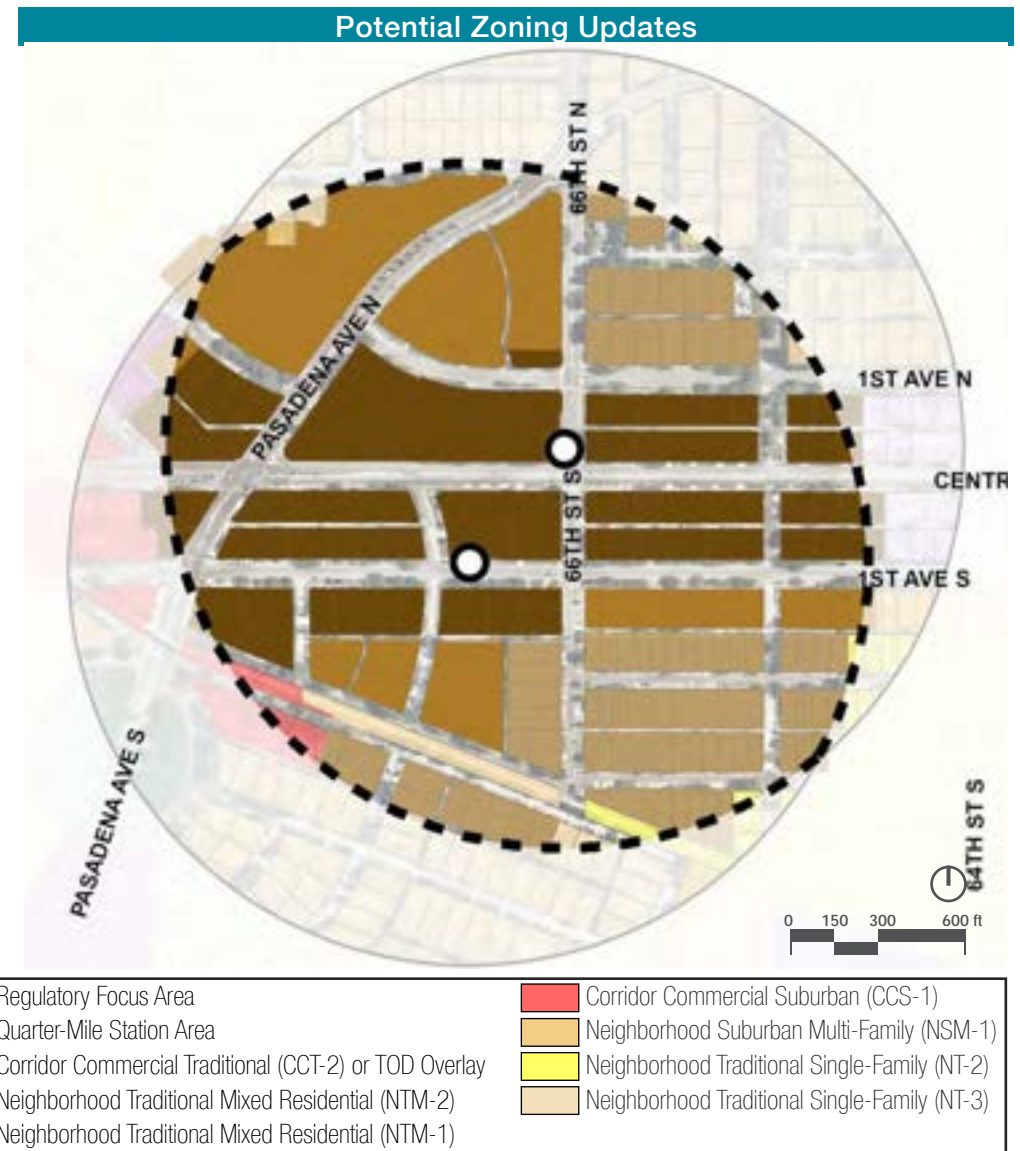 Potential Zoning Updates
66TH ST N
PASADENA AVE N
1ST AVE N
CENTR
66TH ST S
1ST AVE S
PASADENA AVE S
64TH ST S
0 150 300 600 ft
Regulatory Focus Area
Quarter-Mile Station Area
Corridor Commercial Traditional (CCT-2) or TOD Overlay
Neighborhood Traditional Mixed Residential (NTM-2)
Neighborhood Traditional Mixed Residential (NTM-1)
Corridor Commercial Suburban (CCS-1)
Neighborhood Suburban Multi-Family (NSM-1)
Neighborhood Traditional Single-Family (NT-2)
Neighborhood Traditional Single-Family (NT-3)